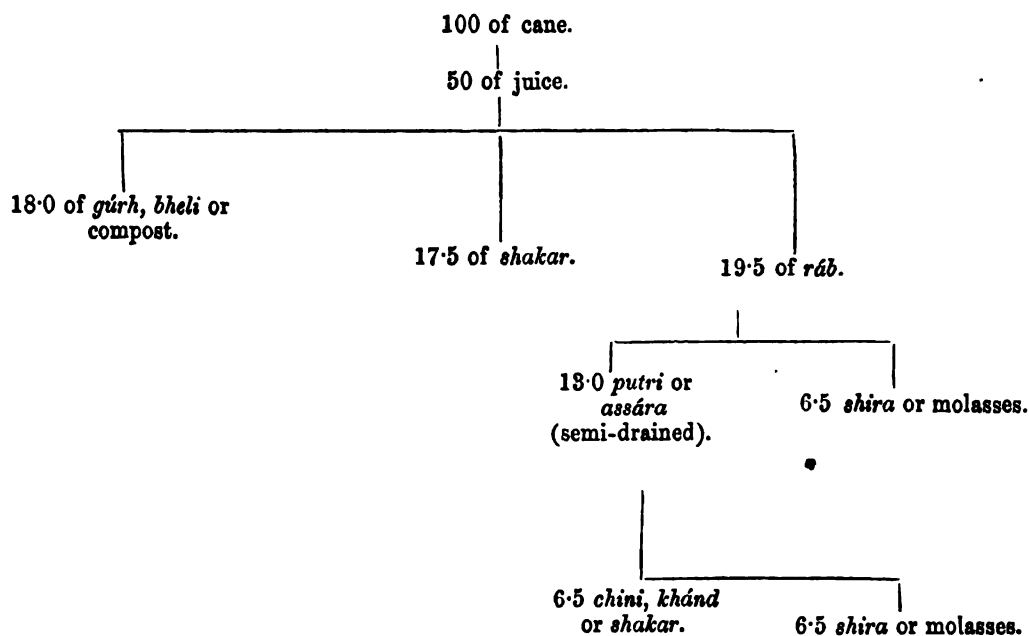 100 of cane.
50 of juice.
18·0 of gúrh, bheli or
compost.
17·5 of shakar.
19·5 of ráb.
13·0 putri or
assára
(semi-drained).
6·5 shira or molasses.
6·5 chini, khánd
or shakar.
6·5 shira or molasses.